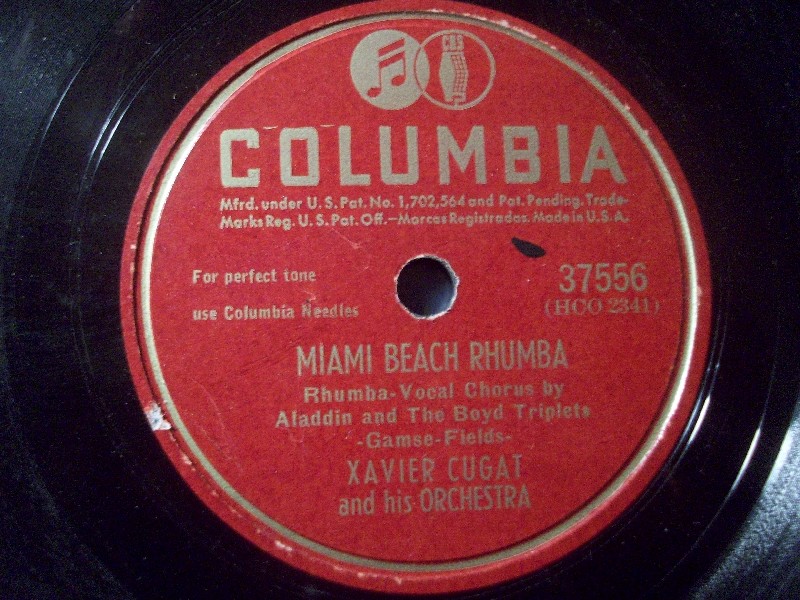 CBS
COLUMBIA
Mfrd. under U.S. Pat. No. 1,702,564 and Pat. Pending. Trade-
Marks Reg. U.S. Pat. Off.—Marcas Registradas. Made in U.S.A.
For perfect tone
use Columbia Needles
37556
(HCO 2341)
MIAMI BEACH RHUMBA
Rhumba-Vocal Chorus by
Aladdin and The Boyd Triplets
-Gamse-Fields-
XAVIER CUGAT
and his ORCHESTRA